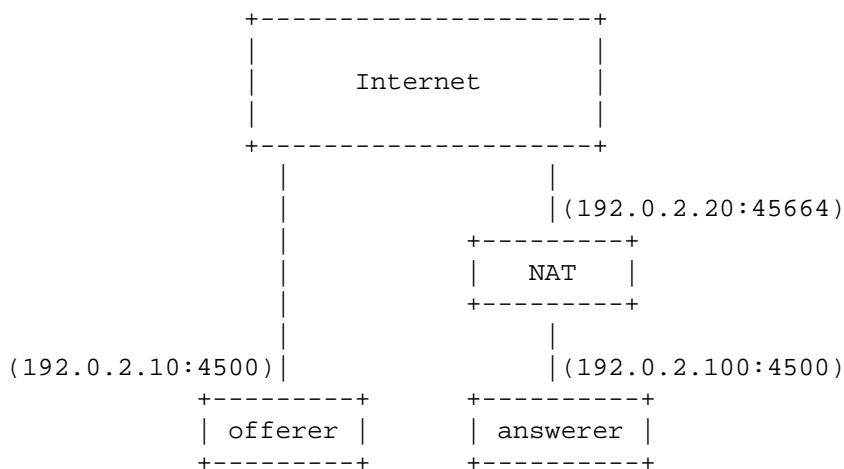 Internet
(192.0.2.20:45664)
NAT
(192.0.2.10:4500) (192.0.2.100:4500)
offerer answerer